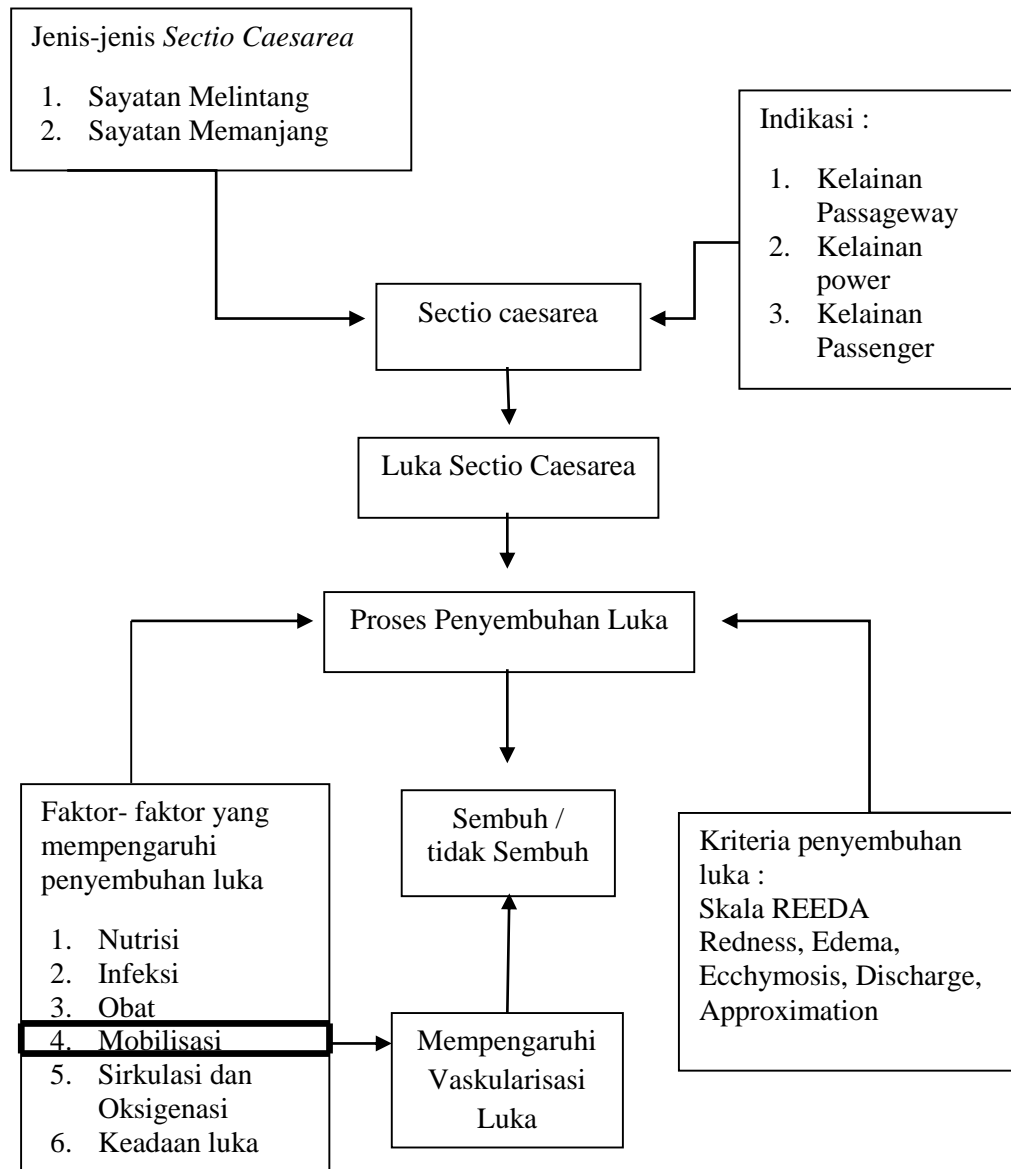 Jenis-jenis Sectio Caesarea
1. Sayatan Melintang
2. Sayatan Memanjang
Indikasi :
1. Kelainan
Passageway
2. Kelainan
power
3. Kelainan
Passenger
Sectio caesarea
Luka Sectio Caesarea
Proses Penyembuhan Luka
Faktor- faktor yang
mempengaruhi
penyembuhan luka
1. Nutrisi
2. Infeksi
3. Obat
4. Mobilisasi
5. Sirkulasi dan
Oksigenasi
6. Keadaan luka
Sembuh /
tidak Sembuh
Mempengaruhi
Vaskularisasi
Luka
Kriteria penyembuhan
luka :
Skala REEDA
Redness, Edema,
Ecchymosis, Discharge,
Approximation